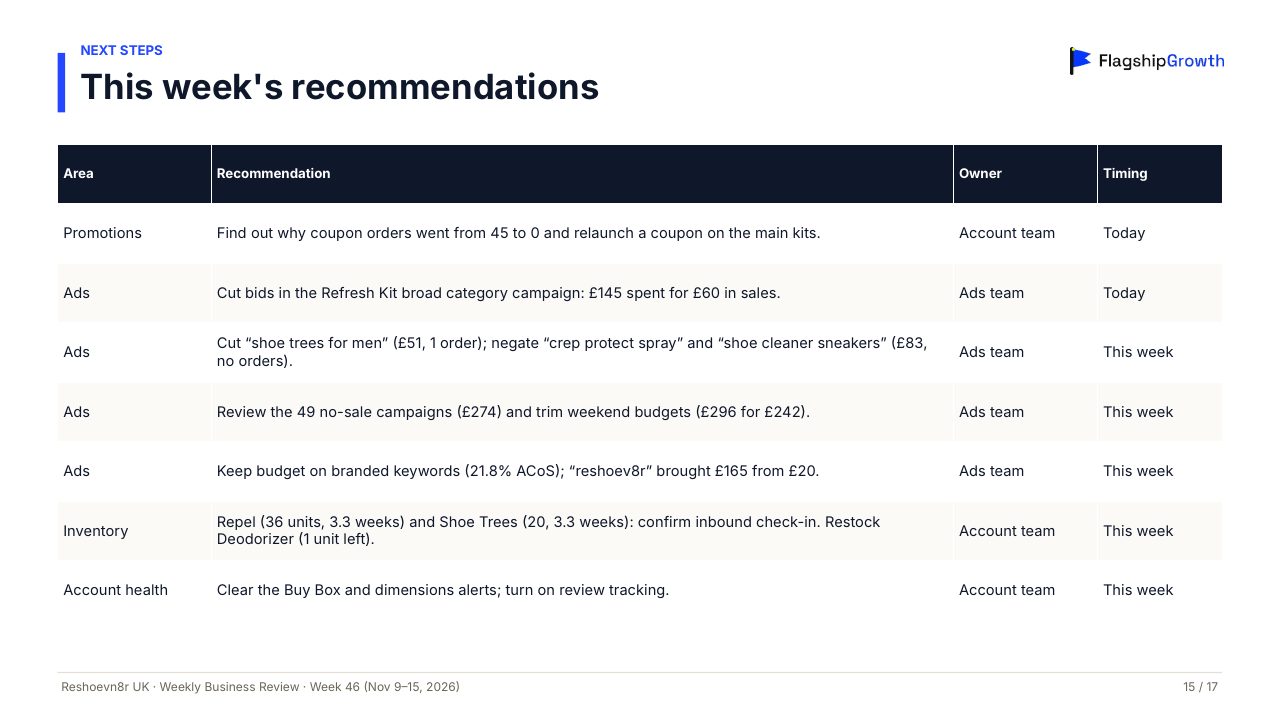 NEXT STEPS
This week's recommendations
FlagshipGrowth
Area Recommendation Owner Timing
Promotions Find out why coupon orders went from 45 to 0 and relaunch a coupon on the main kits. Account team Today
Ads Cut bids in the Refresh Kit broad category campaign: £145 spent for £60 in sales. Ads team Today
Ads Cut “shoe trees for men” (£51, 1 order); negate “crep protect spray” and “shoe cleaner sneakers” (£83,
no orders). Ads team This week
Ads Review the 49 no-sale campaigns (£274) and trim weekend budgets (£296 for £242). Ads team This week
Ads Keep budget on branded keywords (21.8% ACoS); “reshoev8r” brought £165 from £20. Ads team This week
Inventory Repel (36 units, 3.3 weeks) and Shoe Trees (20, 3.3 weeks): confirm inbound check-in. Restock
Deodorizer (1 unit left). Account team This week
Account health Clear the Buy Box and dimensions alerts; turn on review tracking. Account team This week
Reshoevn8r UK · Weekly Business Review · Week 46 (Nov 9–15, 2026) 15 / 17